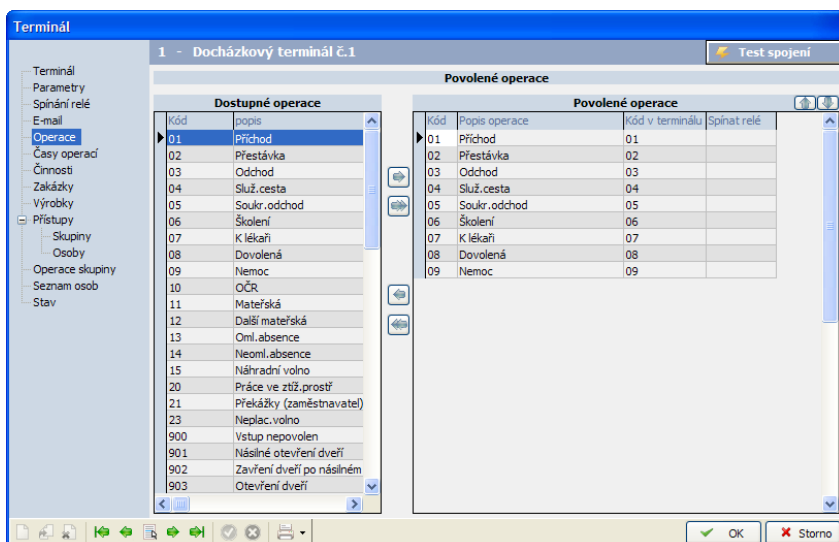 Terminál
1 - Docházkový terminál č.1
Test spojení
Terminál
Parametry
Spínání relé
E-mail
Operace
Časy operací
Činnosti
Zakázky
Výrobky
Přístupy
Skupiny
Osoby
Operace skupiny
Seznam osob
Stav
Povolené operace
Dostupné operace
Kód popis
01 Příchod
02 Přestávka
03 Odchod
04 Služ.cesta
05 Soukr.odchod
06 Školení
07 K lékaři
08 Dovolená
09 Nemoc
10 OČR
11 Mateřská
12 Další mateřská
13 Oml.absence
14 Neoml.absence
15 Náhradní volno
20 Práce ve ztíž.prostř
21 Překážky (zaměstnavatel)
23 Neplac.volno
900 Vstup nepovolen
901 Násilné otevření dveří
902 Zavření dveří po násilném
903 Otevření dveří
Povolené operace
Kód Popis operace Kód v terminálu Spínat relé
01 Příchod 01
02 Přestávka 02
03 Odchod 03
04 Služ.cesta 04
05 Soukr.odchod 05
06 Školení 06
07 K lékaři 07
08 Dovolená 08
09 Nemoc 09
OK
Storno